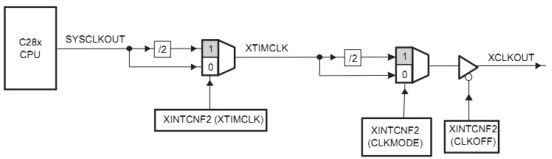 C28x
CPU
SYSCLKOUT
/2
1
0
XTIMCLK
/2
1
0
XCLKOUT
XINTCNF2 (XTIMCLK)
XINTCNF2
(CLKMODE)
XINTCNF2
(CLKOFF)